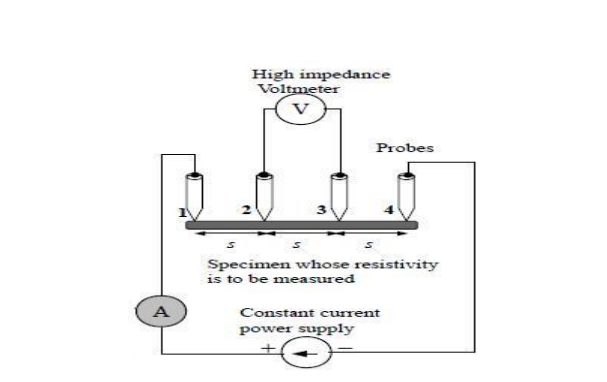 High impedance
Voltmeter
V
Probes
1 2 3 4
s s s
Specimen whose resistivity
is to be measured
A
Constant current
power supply
+ −